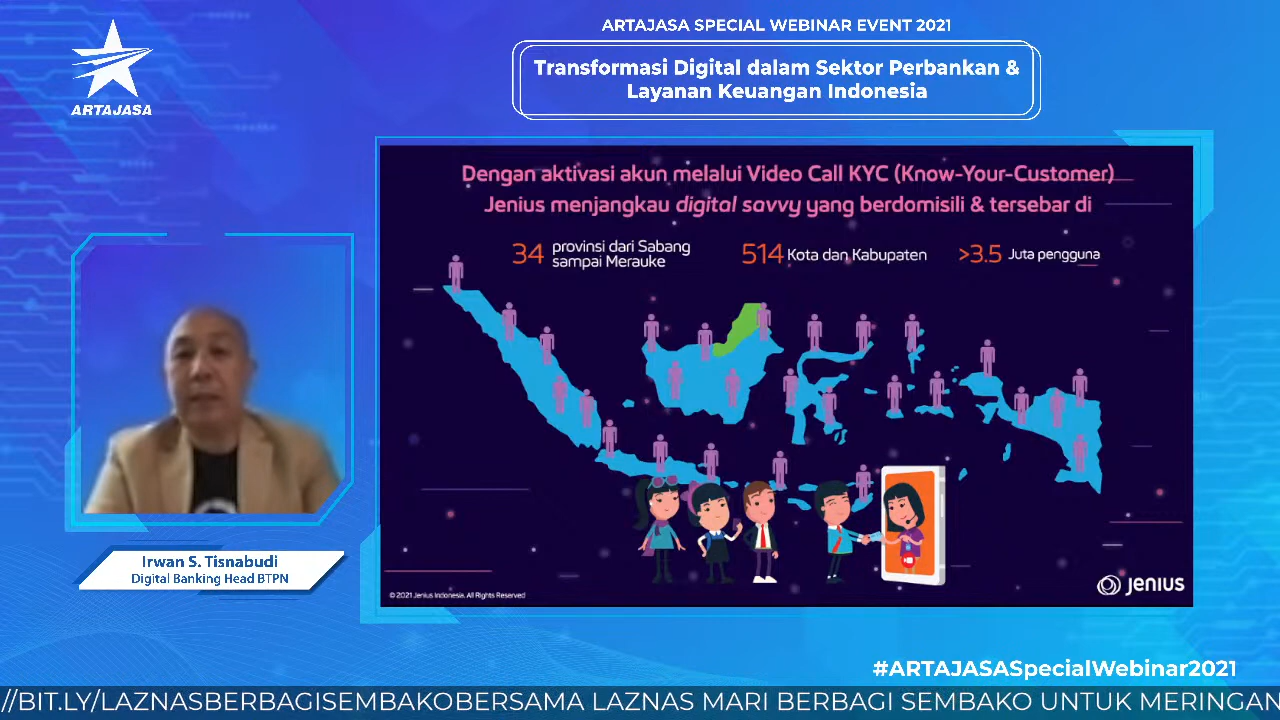 ARTAJASA SPECIAL WEBINAR EVENT 2021
Transformasi Digital dalam Sektor Perbankan &
Layanan Keuangan Indonesia
ARTAJASA
Dengan aktivasi akun melalui Video Call KYC (Know-Your-Customer)
Jenius menjangkau digital savvy yang berdomisili & tersebar di
34 provinsi dari Sabang
sampai Merauke
514 Kota dan Kabupaten
>3.5 Juta pengguna
Irwan S. Tisnabudi
Digital Banking Head BTPN
© 2021 Jenius Indonesia. All Rights Reserved
jenius
#ARTAJASASpecialWebinar2021
//BIT.LY/LAZNASBERBAGISEMBAKOBERSAMA LAZNAS MARI BERBAGI SEMBAKO UNTUK MERINGAN